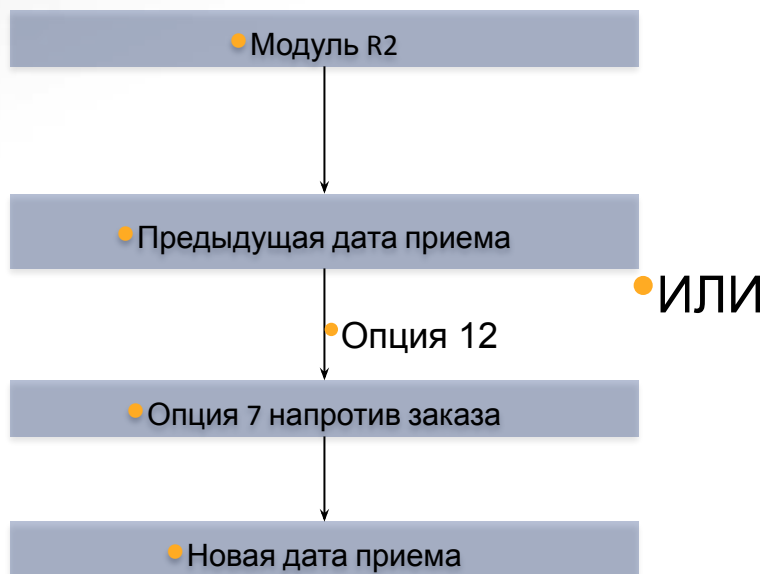 Модуль R2
Предыдущая дата приема
ИЛИ
Опция 12
Опция 7 напротив заказа
Новая дата приема